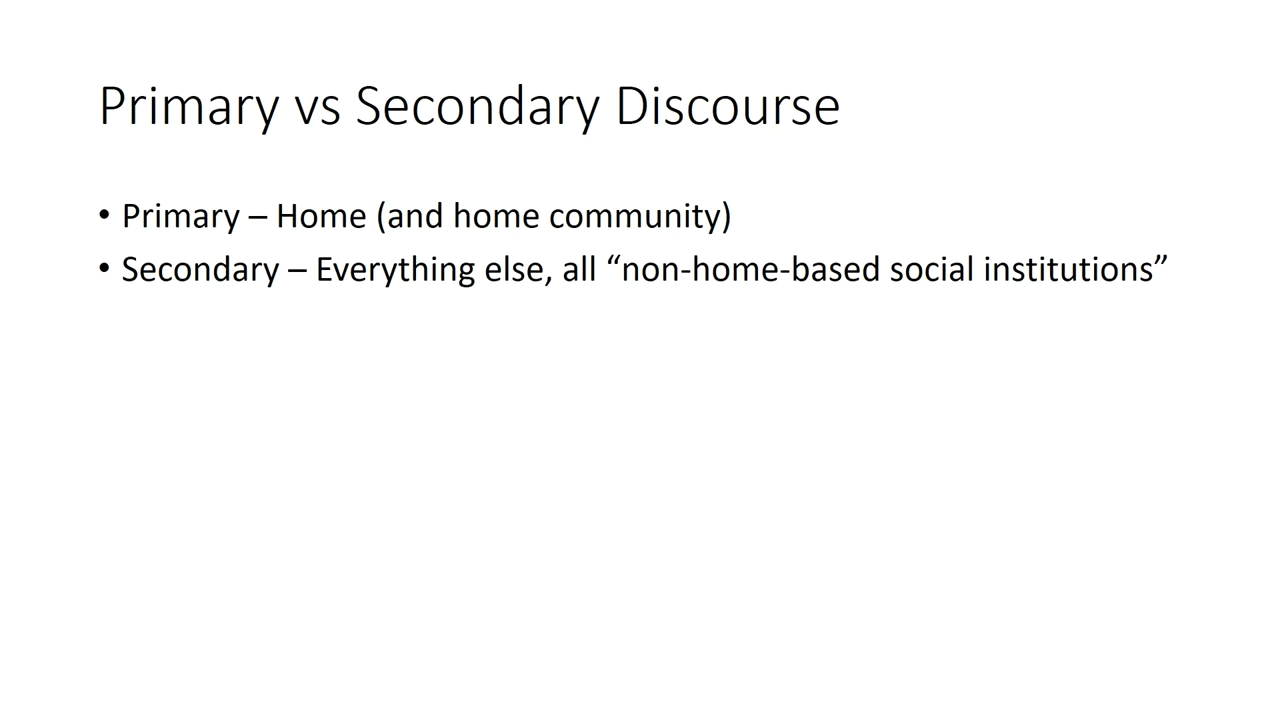 Primary vs Secondary Discourse
• Primary – Home (and home community)
• Secondary – Everything else, all “non-home-based social institutions”